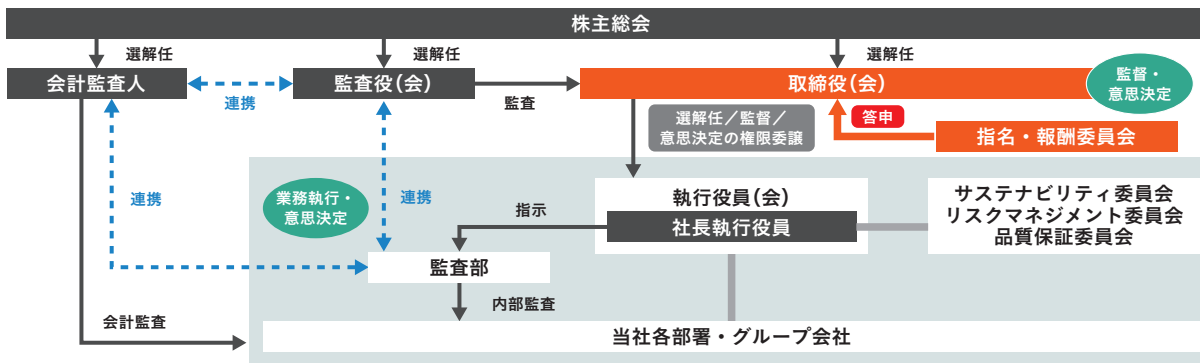 株主総会
選解任
選解任
選解任
会計監査人
連携
監査役(会)
監査
取締役(会)
監督・
意思決定
選解任／監督／
意思決定の権限委譲
答申
指名・報酬委員会
連携
業務執行・
意思決定
連携
指示
執行役員(会)
社長執行役員
サステナビリティ委員会
リスクマネジメント委員会
品質保証委員会
監査部
内部監査
会計監査
当社各部署・グループ会社